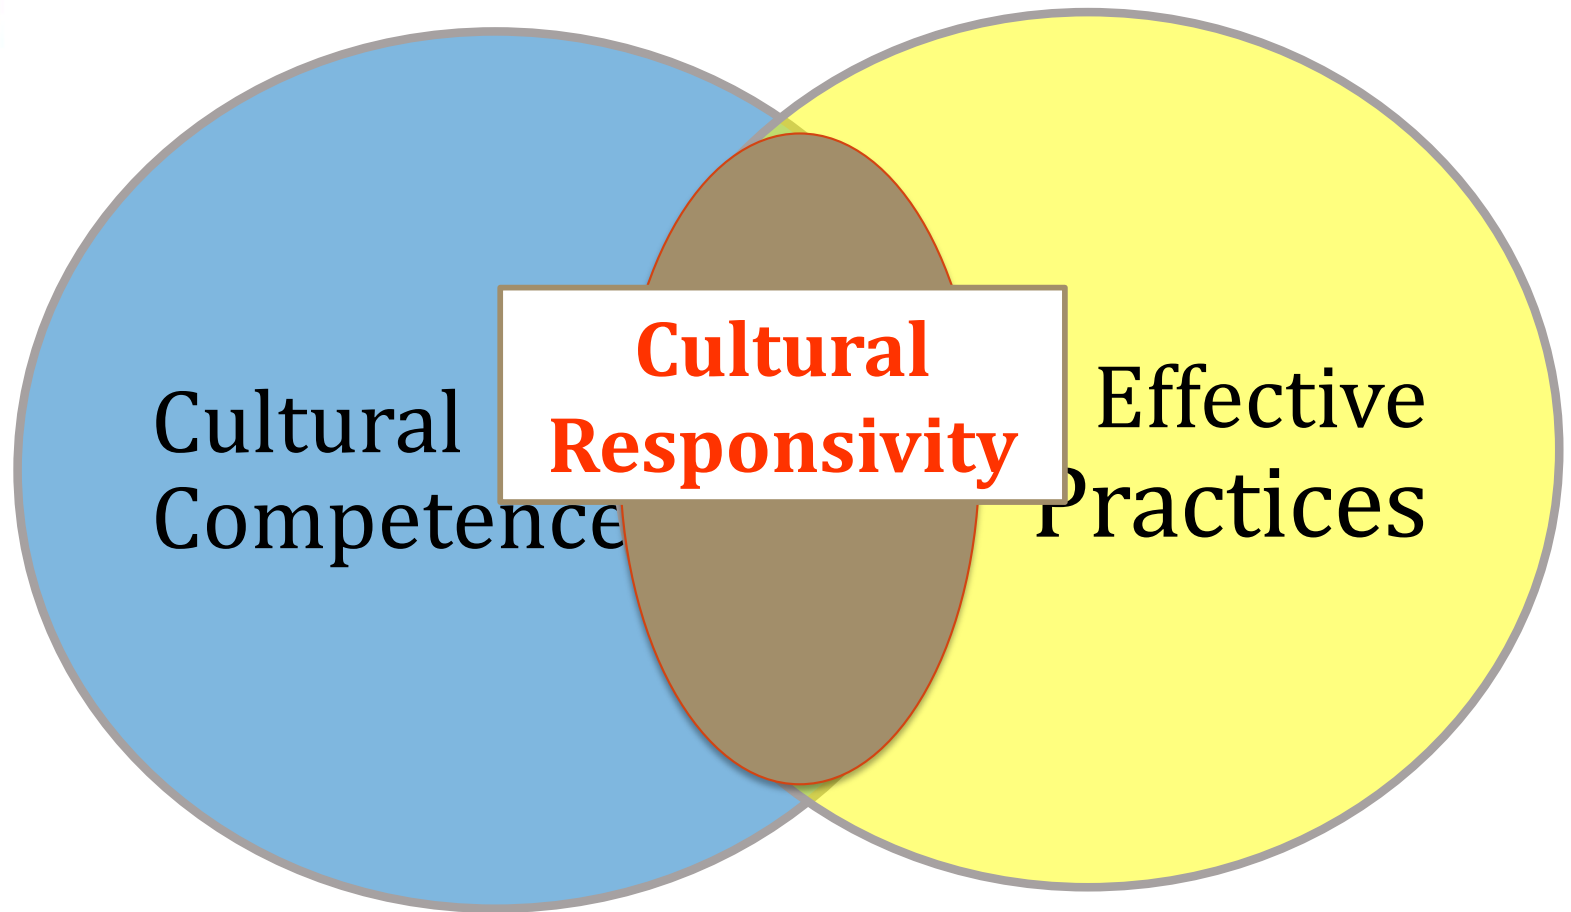 Cultural
Competence
Cultural
Responsivity
Effective
Practices